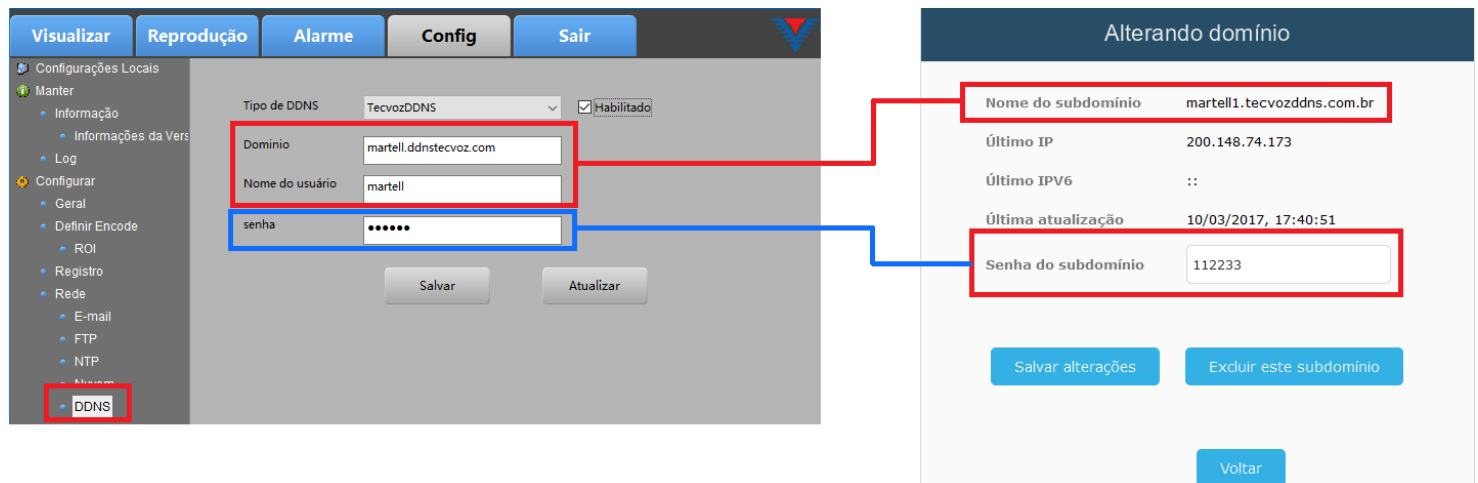 Visualizar Reprodução Alarme Config Sair
Configurações Locais
Manter
Informação
Informações da Vers
Log
Configurar
Geral
Definir Encode
ROI
Registro
Rede
E-mail
FTP
NTP
DDNS
Tipo de DDNS TecvozDDNS Habilitado
Dominio martell.ddnstecvoz.com
Nome do usuário martell
senha ••••••
Salvar Atualizar
Alterando domínio
Nome do subdomínio martell1.tecvozddns.com.br
Último IP 200.148.74.173
Último IPV6 ::
Última atualização 10/03/2017, 17:40:51
Senha do subdomínio 112233
Salvar alterações Excluir este subdomínio
Voltar